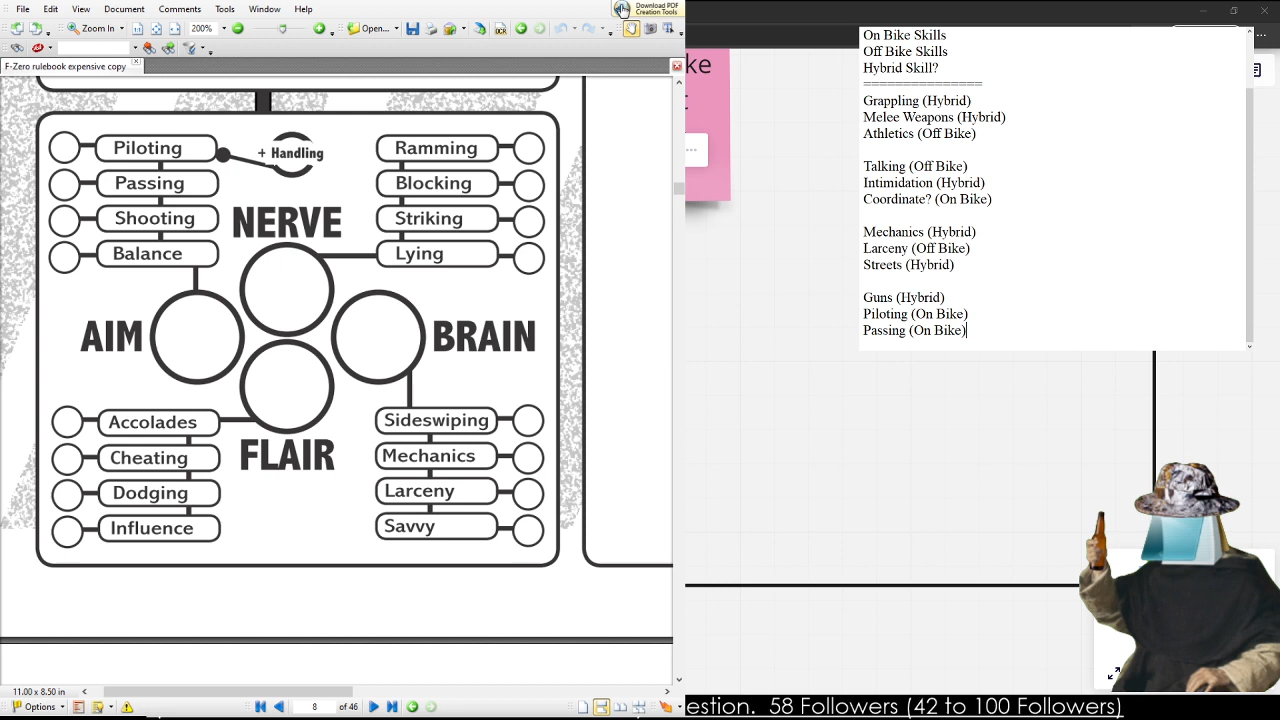 File Edit View Document Comments Tools Window Help
Download PDF
Creation Tools
Zoom In 200% Open... OCR
F-Zero rulebook expensive copy
Piloting
+ Handling
Passing
Shooting
Balance
NERVE
Ramming
Blocking
Striking
Lying
AIM
BRAIN
Accolades
Cheating
Dodging
Influence
FLAIR
Sideswiping
Mechanics
Larceny
Savvy
11.00 x 8.50 in
Options 8 of 46
ke
On Bike Skills
Off Bike Skills
Hybrid Skill?
===============
Grappling (Hybrid)
Melee Weapons (Hybrid)
Athletics (Off Bike)
Talking (Off Bike)
Intimidation (Hybrid)
Coordinate? (On Bike)
Mechanics (Hybrid)
Larceny (Off Bike)
Streets (Hybrid)
Guns (Hybrid)
Piloting (On Bike)
Passing (On Bike)
estion. 58 Followers (42 to 100 Followers)